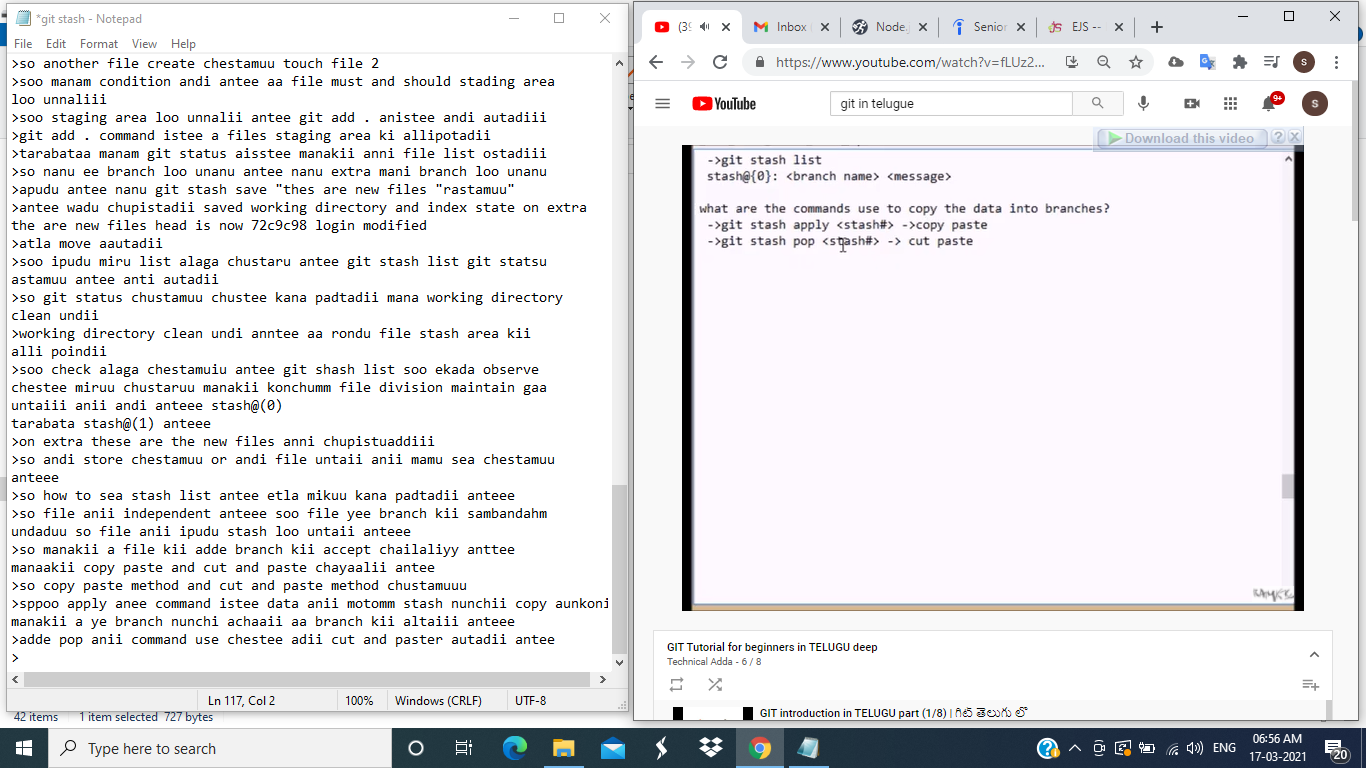 *git stash - Notepad
File Edit Format View Help
>so another file create chestamuu touch file 2
>soo manam condition andi antee aa file must and should stading area
loo unnaliii
>soo staging area loo unnalii antee git add . anistee andi autadiii
>git add . command istee a files staging area ki allipotadii
>tarabataa manam git status aisstee manakii anni file list ostadiii
>so nanu ee branch loo unanu antee nanu extra mani branch loo unanu
>apudu antee nanu git stash save "thes are new files "rastamuu"
>antee wadu chupistadii saved working directory and index state on extra
the are new files head is now 72c9c98 login modified
>atla move aautadii
>soo ipudu miru list alaga chustaru antee git stash list git statsu
astamuu antee anti autadii
>so git status chustamuu chustee kana padtadii mana working directory
clean undii
>working directory clean undi anntee aa rondu file stash area kii
alli poindii
>soo check alaga chestamuiu antee git shash list soo ekada observe
chestee miruu chustaruu manakii konchumm file division maintain gaa
untaiii anii andi anteee stash@(0)
tarabata stash@(1) anteee
>on extra these are the new files anni chupistuaddiii
>so andi store chestamuu or andi file untaii anii mamu sea chestamuu
anteee
>so how to sea stash list antee etla mikuu kana padtadii anteee
>so file anii independent anteee soo file yee branch kii sambandahm
undaduu so file anii ipudu stash loo untaii anteee
>so manakii a file kii adde branch kii accept chailaliyy anttee
manaakii copy paste and cut and paste chayaalii antee
>so copy paste method and cut and paste method chustamuuu
>sppoo apply anee command istee data anii motomm stash nunchii copy aunkoni
manakii a ye branch nunchi achaaii aa branch kii altaiii anteee
>adde pop anii command use chestee adii cut and paster autadii antee
>
Ln 117, Col 2 100% Windows (CRLF) UTF-8
42 items 1 item selected 727 bytes
(39 Inbox Node. Senior EJS --
https://www.youtube.com/watch?v=fLUz2...
S
YouTube
git in telugue
9+
S
Download this video ? X
->git stash list
stash@{0}: <branch name> <message>
what are the commands use to copy the data into branches?
->git stash apply <stash#> ->copy paste
->git stash pop <stash#> -> cut paste
GIT Tutorial for beginners in TELUGU deep
Technical Adda - 6 / 8
GIT introduction in TELUGU part (1/8) | గిట్ తెలుగు లో
Type here to search
ENG
06:56 AM
17-03-2021
20